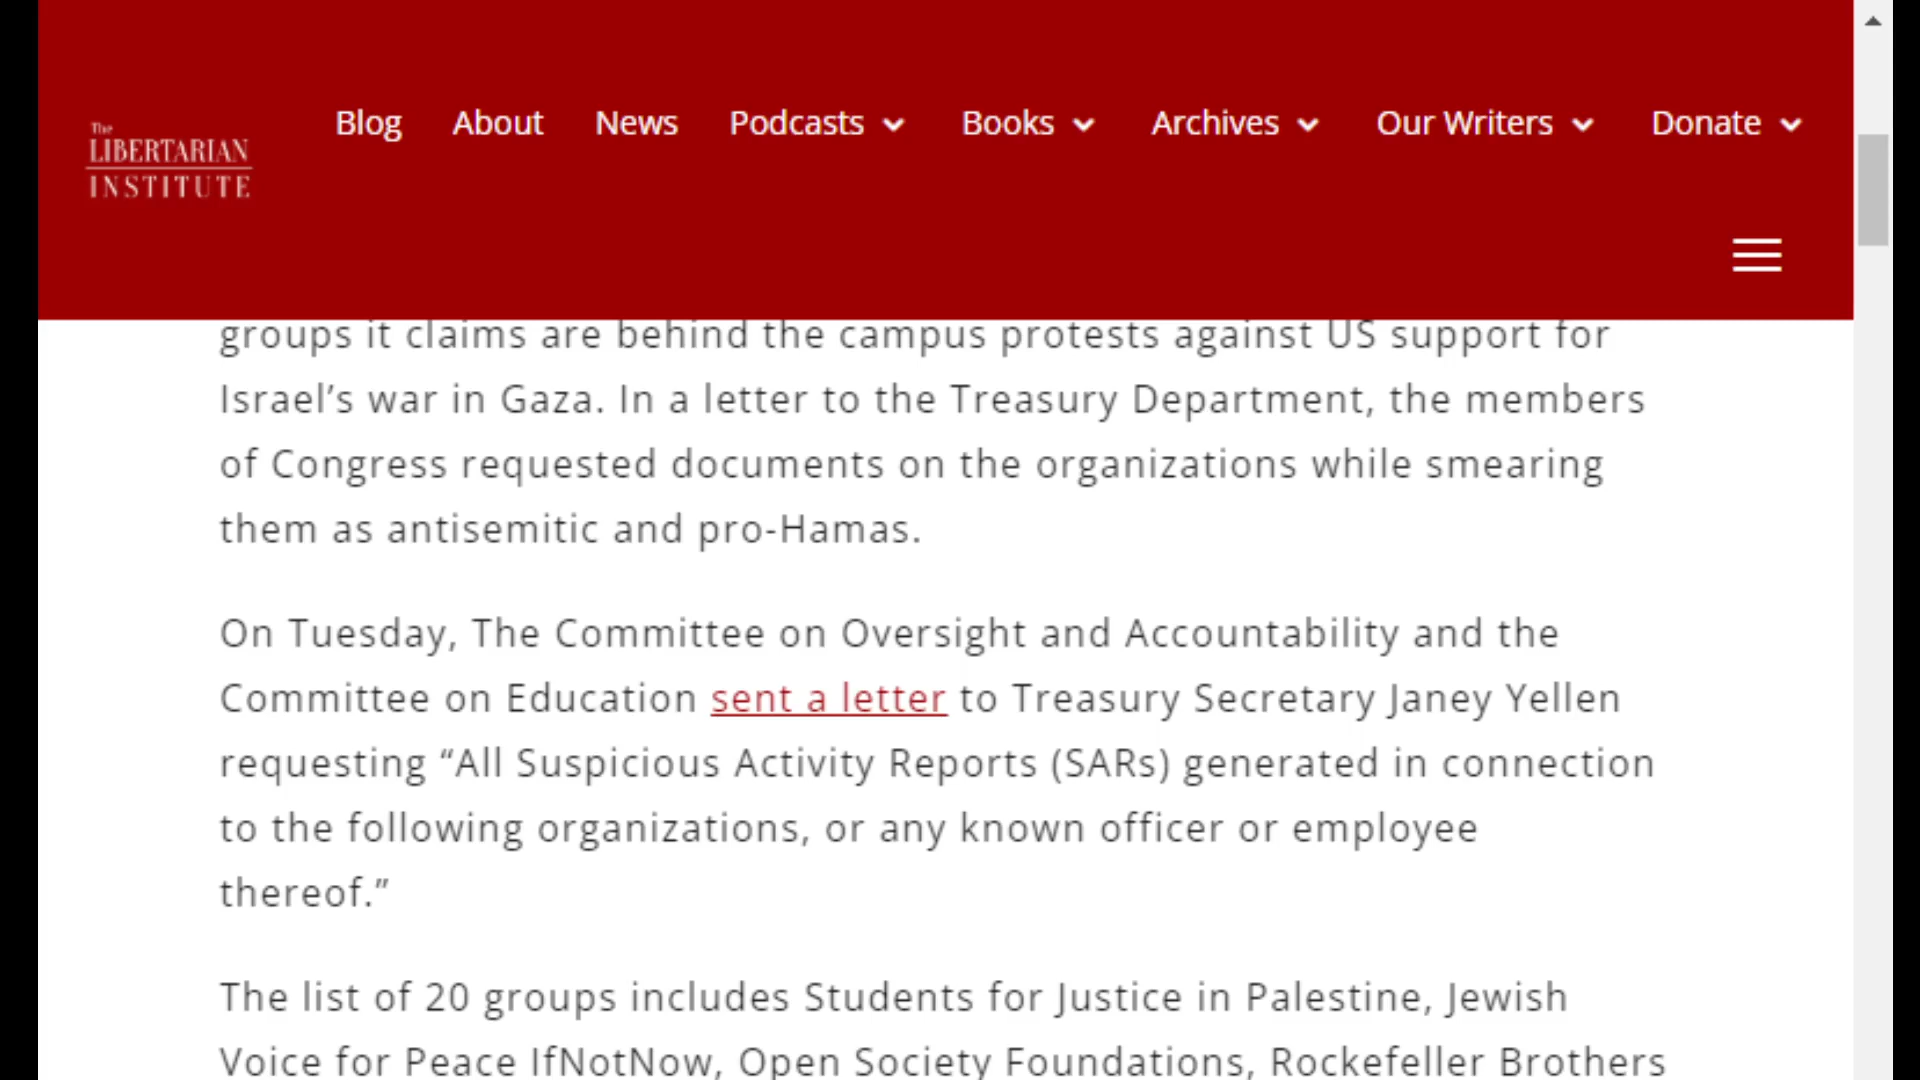 The
LIBERTARIAN
INSTITUTE
Blog About News Podcasts Books Archives Our Writers Donate
groups it claims are behind the campus protests against US support for
Israel’s war in Gaza. In a letter to the Treasury Department, the members
of Congress requested documents on the organizations while smearing
them as antisemitic and pro-Hamas.
On Tuesday, The Committee on Oversight and Accountability and the
Committee on Education sent a letter to Treasury Secretary Janey Yellen
requesting “All Suspicious Activity Reports (SARs) generated in connection
to the following organizations, or any known officer or employee
thereof.”
The list of 20 groups includes Students for Justice in Palestine, Jewish
Voice for Peace IfNotNow, Open Society Foundations, Rockefeller Brothers